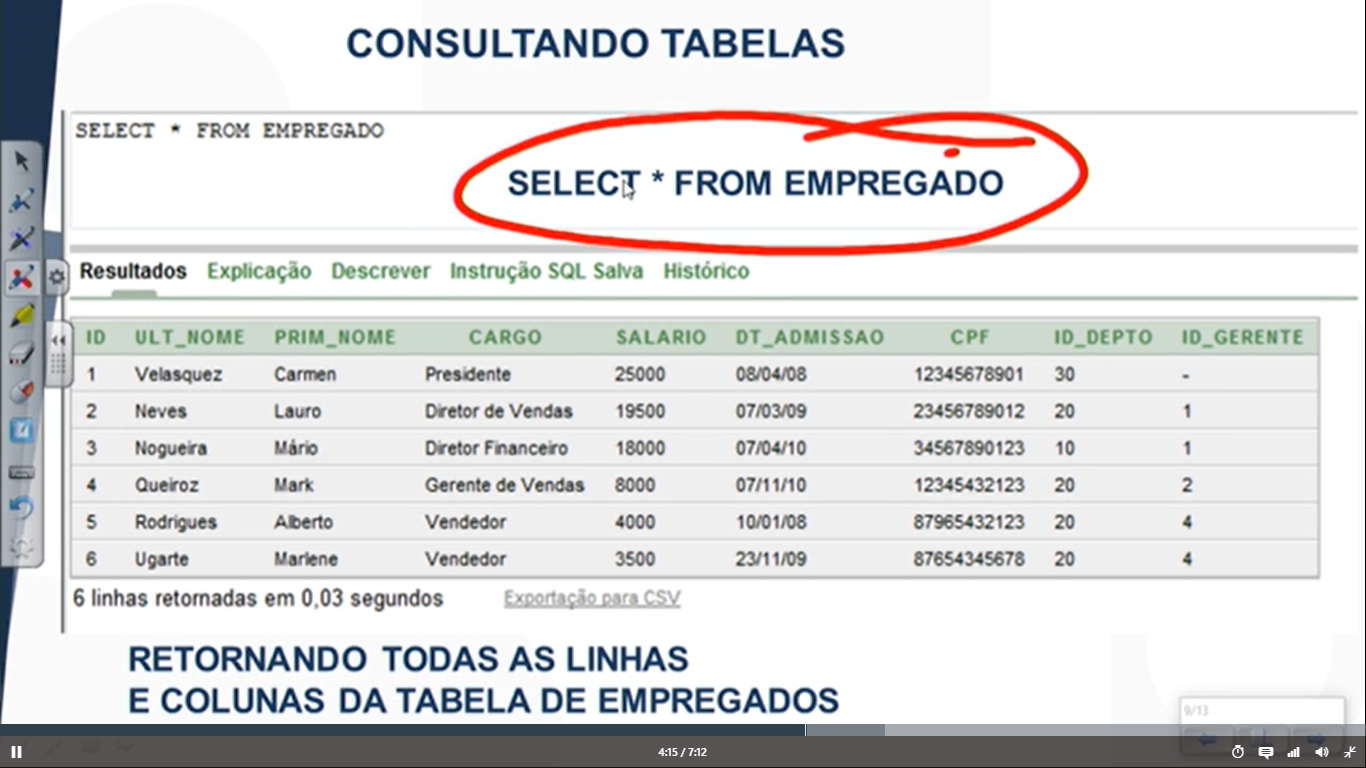 CONSULTANDO TABELAS
SELECT * FROM EMPREGADO
SELECT * FROM EMPREGADO
Resultados Explicação Descrever Instrução SQL Salva Histórico
ID ULT_NOME PRIM_NOME CARGO SALARIO DT_ADMISSAO CPF ID_DEPTO ID_GERENTE
1 Velasquez Carmen Presidente 25000 08/04/08 12345678901 30 -
2 Neves Lauro Diretor de Vendas 19500 07/03/09 23456789012 20 1
3 Nogueira Mário Diretor Financeiro 18000 07/04/10 34567890123 10 1
4 Queiroz Mark Gerente de Vendas 8000 07/11/10 12345432123 20 2
5 Rodrigues Alberto Vendedor 4000 10/01/08 87965432123 20 4
6 Ugarte Marlene Vendedor 3500 23/11/09 87654345678 20 4
6 linhas retornadas em 0,03 segundos Exportação para CSV
RETORNANDO TODAS AS LINHAS
E COLUNAS DA TABELA DE EMPREGADOS
9/13
4:15 / 7:12